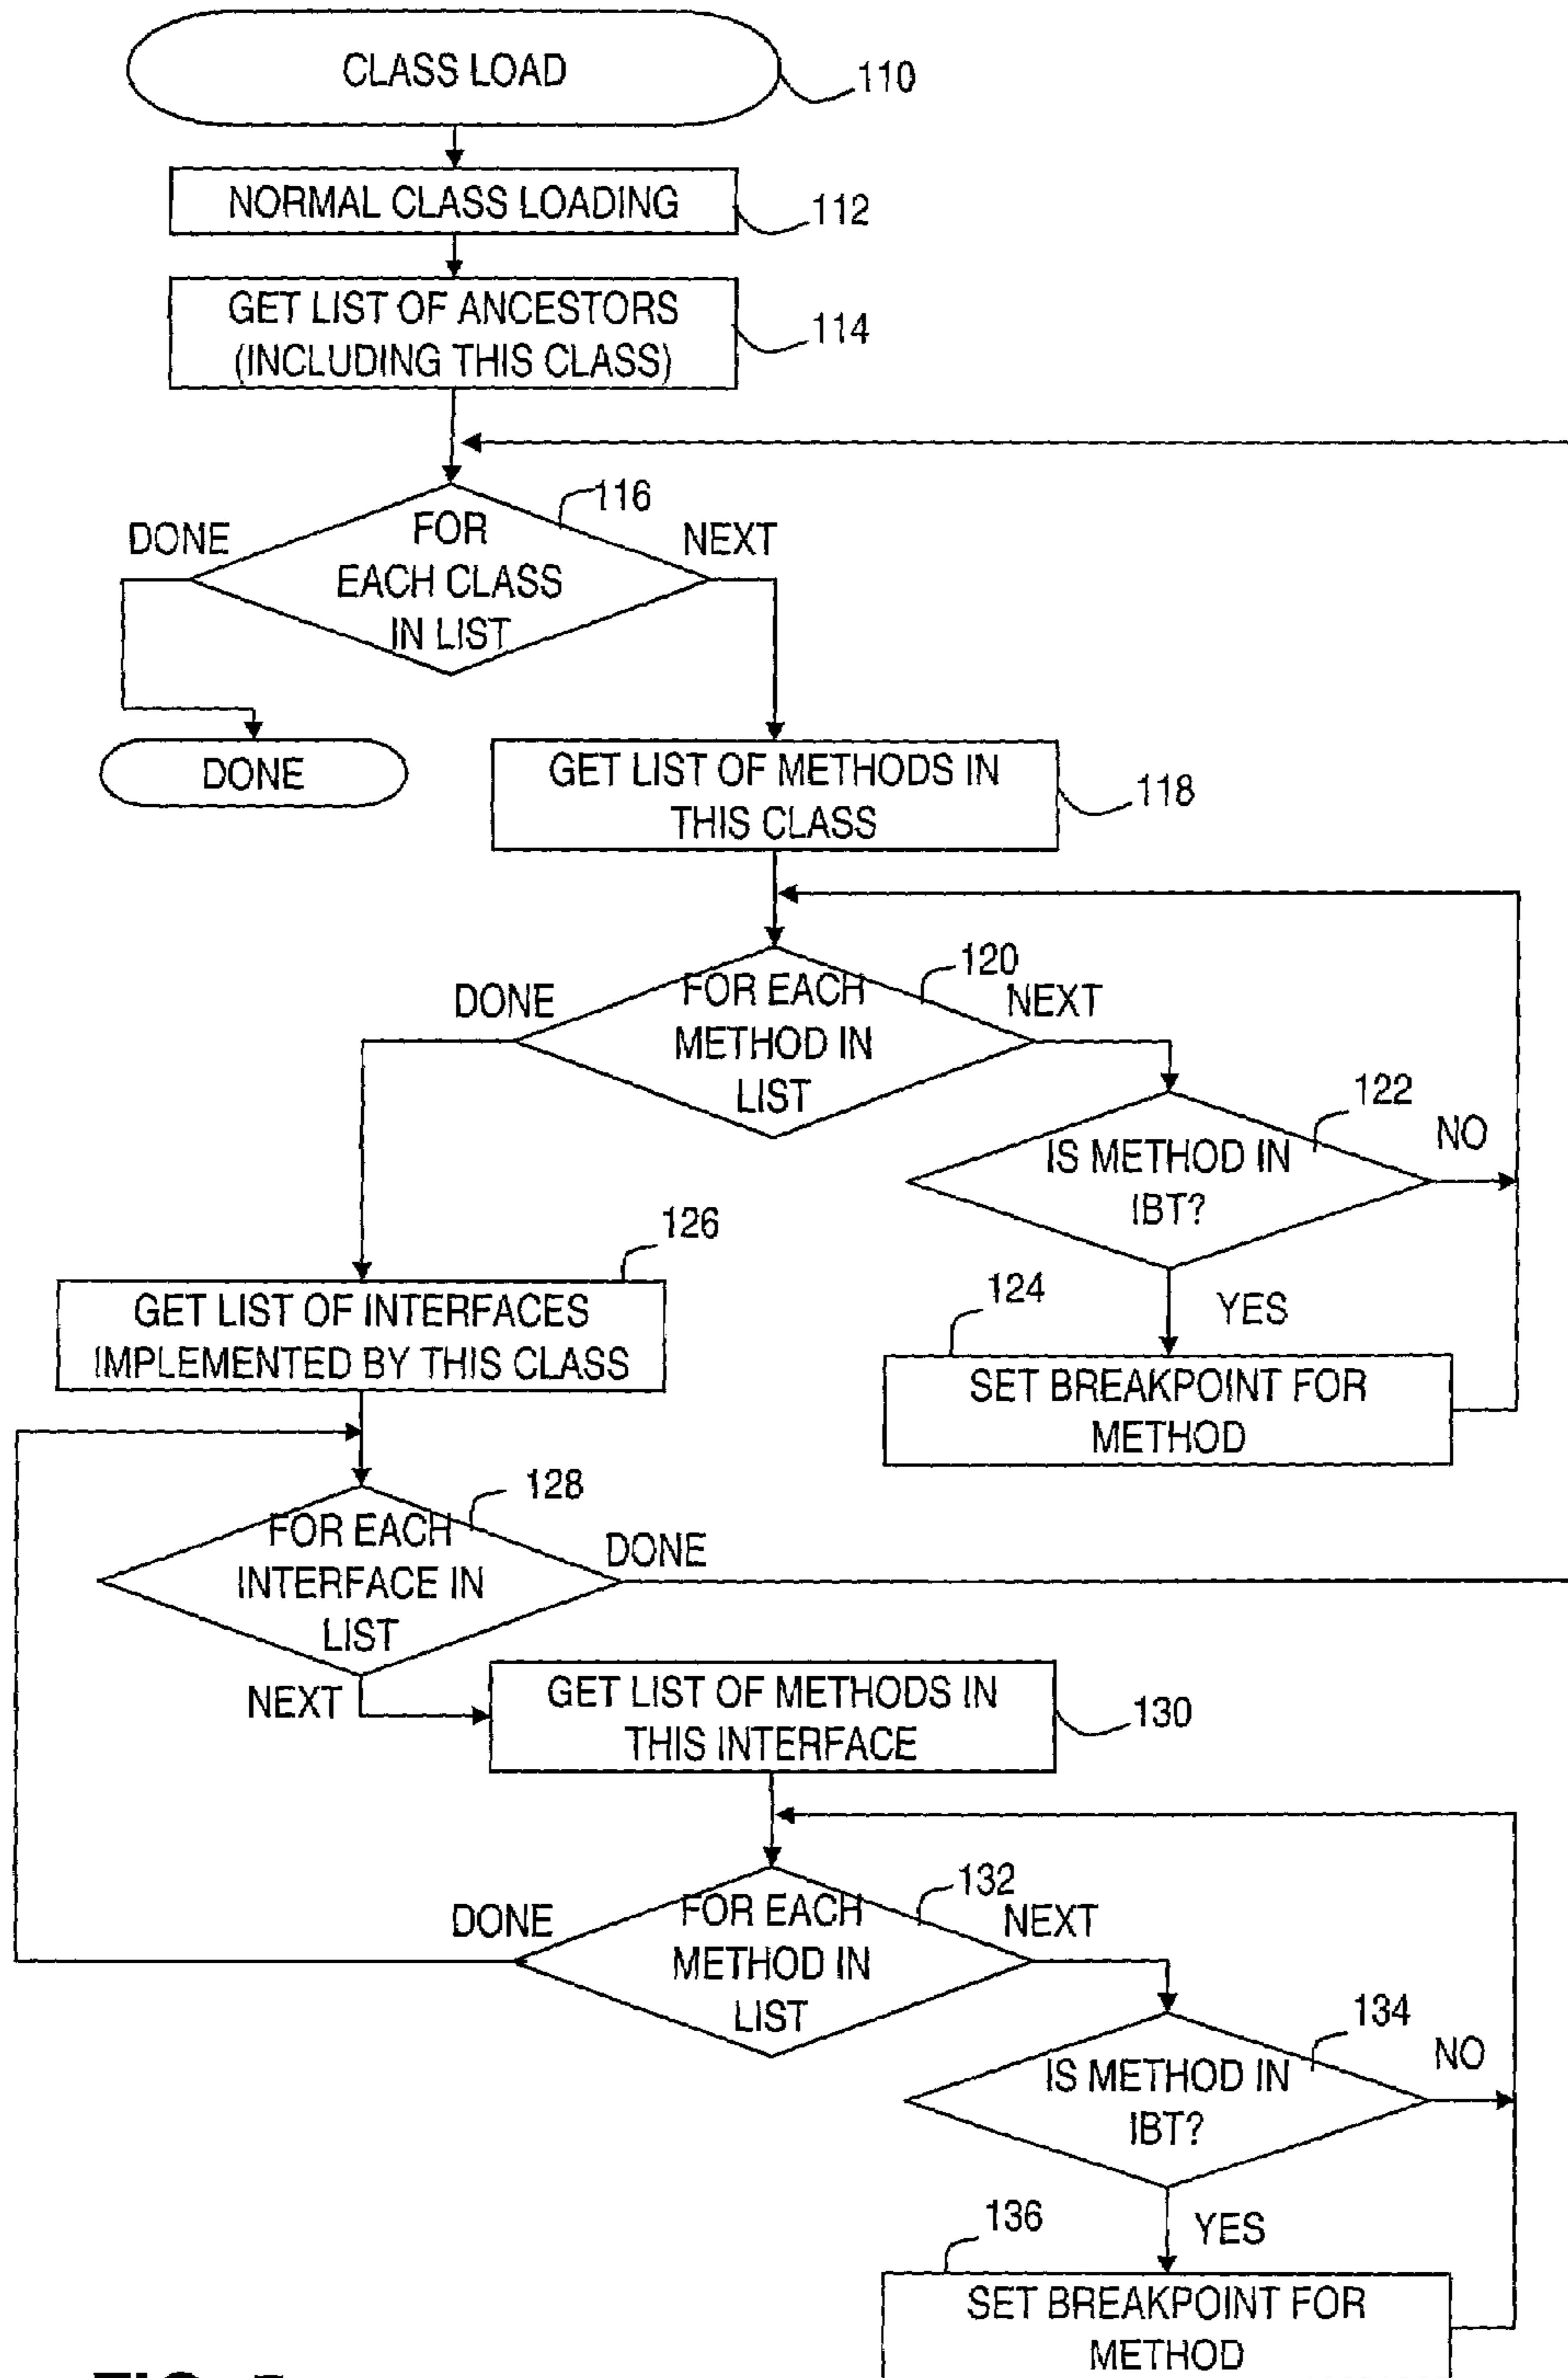 CLASS LOAD
110
NORMAL CLASS LOADING
112
GET LIST OF ANCESTORS
(INCLUDING THIS CLASS)
114
116
DONE
FOR
EACH CLASS
IN LIST
NEXT
DONE
GET LIST OF METHODS IN
THIS CLASS
118
120
DONE
FOR EACH
METHOD IN
LIST
NEXT
122
IS METHOD IN
IBT?
NO
YES
124
SET BREAKPOINT FOR
METHOD
126
GET LIST OF INTERFACES
IMPLEMENTED BY THIS CLASS
128
FOR EACH
INTERFACE IN
LIST
DONE
NEXT
GET LIST OF METHODS IN
THIS INTERFACE
130
132
DONE
FOR EACH
METHOD IN
LIST
NEXT
134
IS METHOD IN
IBT?
NO
YES
136
SET BREAKPOINT FOR
METHOD
FIG.